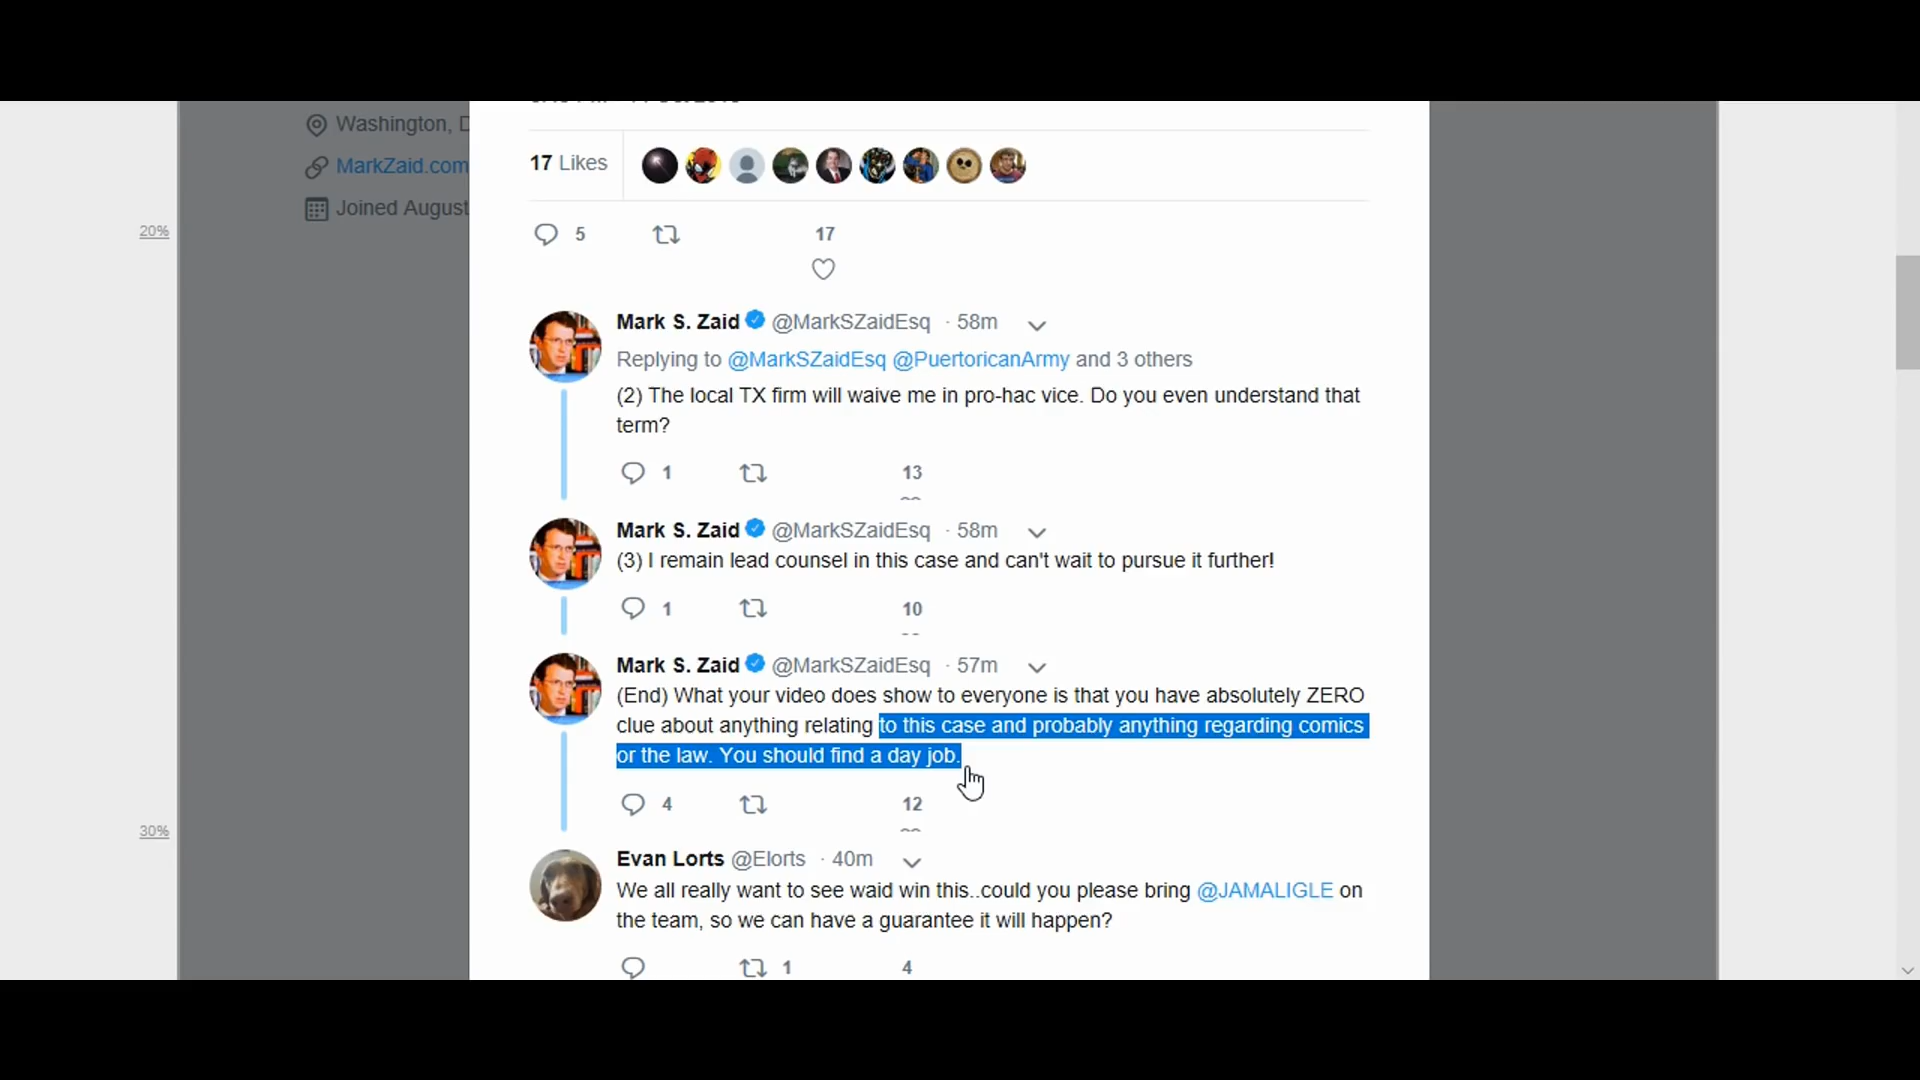 Washington, D
MarkZaid.com
Joined August
17 Likes
5
17
20%
Mark S. Zaid @MarkSZaidEsq · 58m
Replying to @MarkSZaidEsq @PuertoricanArmy and 3 others
(2) The local TX firm will waive me in pro-hac vice. Do you even understand that
term?
1
13
Mark S. Zaid @MarkSZaidEsq · 58m
(3) I remain lead counsel in this case and can't wait to pursue it further!
1
10
Mark S. Zaid @MarkSZaidEsq · 57m
(End) What your video does show to everyone is that you have absolutely ZERO
clue about anything relating to this case and probably anything regarding comics
or the law. You should find a day job.
4
12
30%
Evan Lorts @Elorts · 40m
We all really want to see waid win this..could you please bring @JAMALIGLE on
the team, so we can have a guarantee it will happen?
1
4